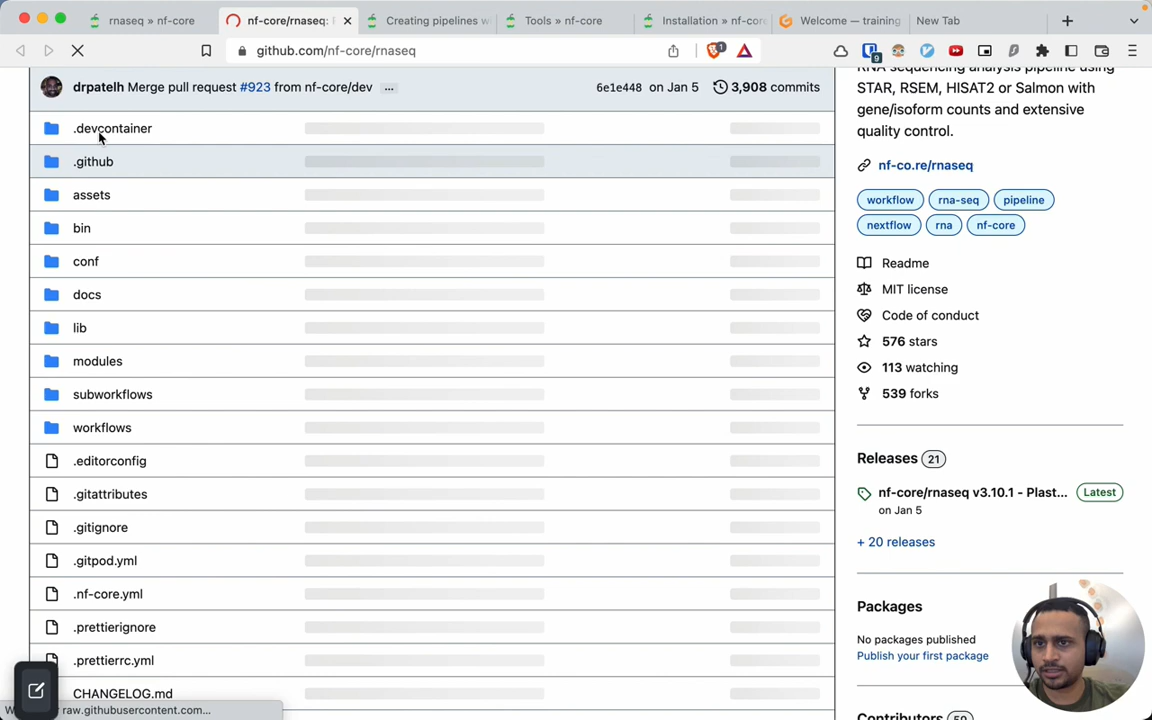 rnaseq » nf-core
nf-core/rnaseq:
Creating pipelines w
Tools » nf-core
Installation » nf-cor
Welcome — training
New Tab
github.com/nf-core/rnaseq
1
9
drpatelh Merge pull request #923 from nf-core/dev ...
6e1e448 on Jan 5
3,908 commits
.devcontainer
.github
assets
bin
conf
docs
lib
modules
subworkflows
workflows
.editorconfig
.gitattributes
.gitignore
.gitpod.yml
.nf-core.yml
.prettierignore
.prettierrc.yml
CHANGELOG.md
raw.githubusercontent.com...
RNA sequencing analysis pipeline using
STAR, RSEM, HISAT2 or Salmon with
gene/isoform counts and extensive
quality control.
nf-co.re/rnaseq
workflow rna-seq pipeline
nextflow rna nf-core
Readme
MIT license
Code of conduct
576 stars
113 watching
539 forks
Releases 21
nf-core/rnaseq v3.10.1 - Plast... Latest
on Jan 5
+ 20 releases
Packages
No packages published
Publish your first package
Contributors 59